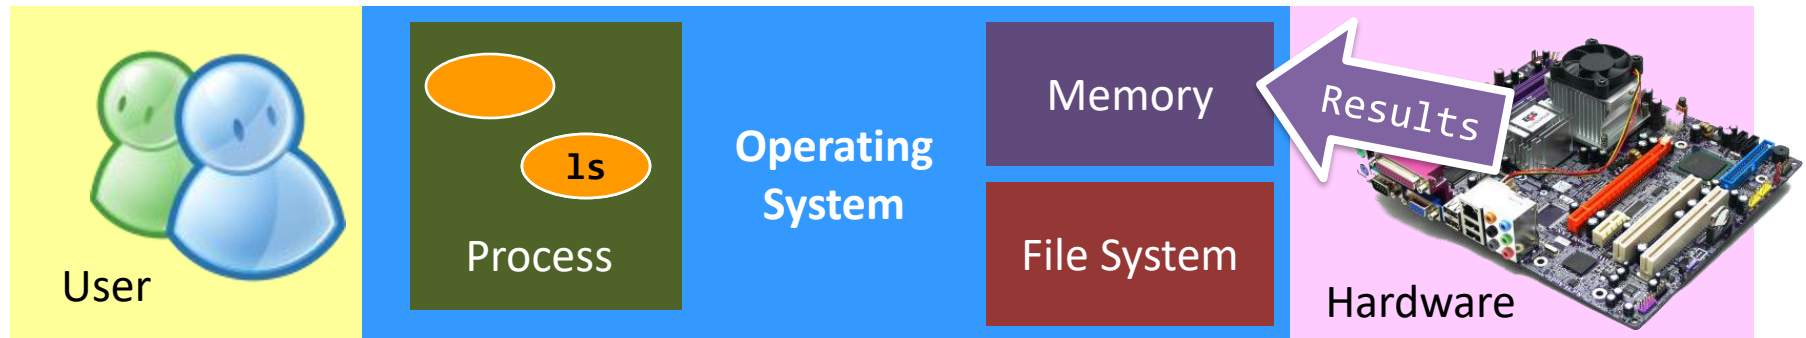 User
ls
Process
Operating
System
Memory
File System
Results
Hardware